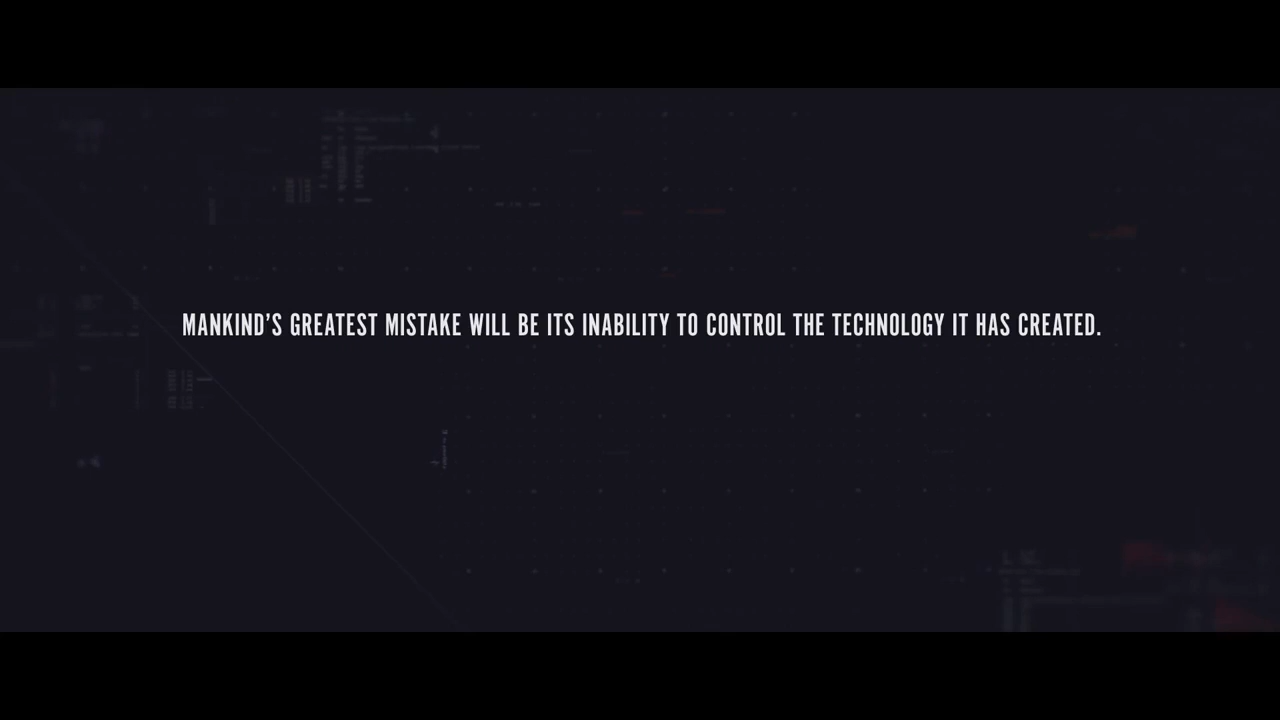 MANKIND'S GREATEST MISTAKE WILL BE ITS INABILITY TO CONTROL THE TECHNOLOGY IT HAS CREATED.